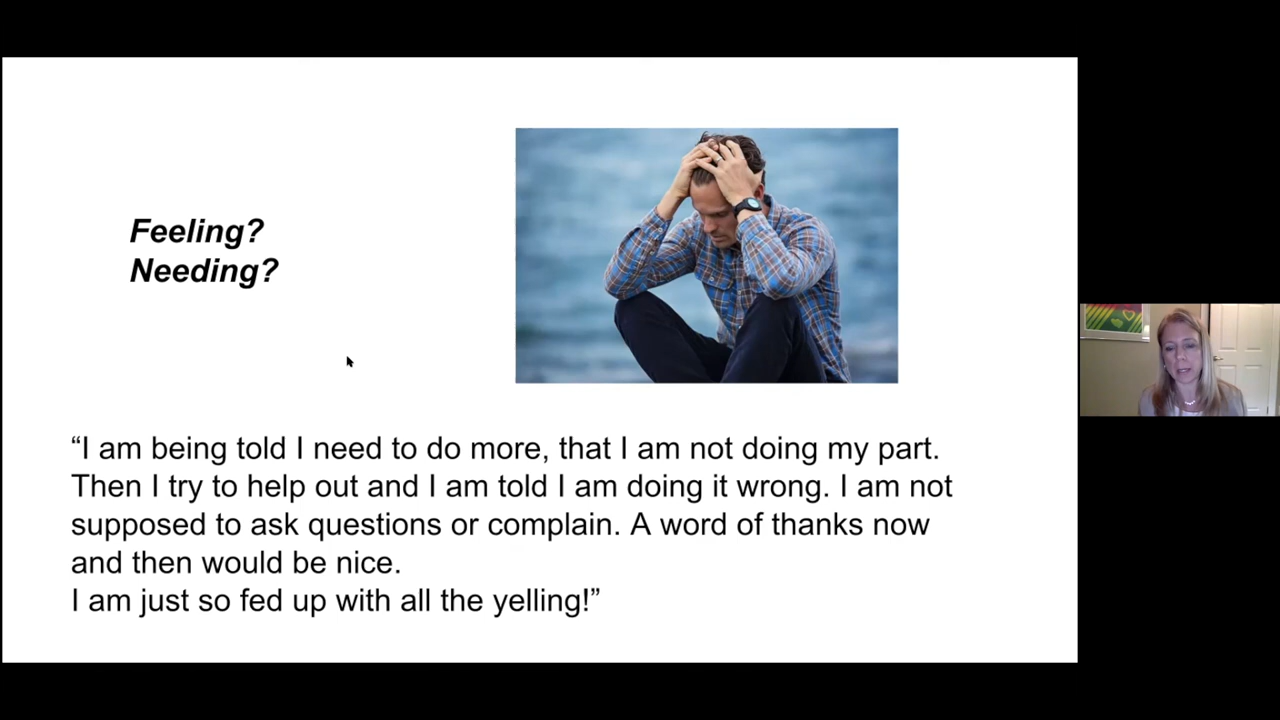 Feeling?
Needing?
“I am being told I need to do more, that I am not doing my part.
Then I try to help out and I am told I am doing it wrong. I am not
supposed to ask questions or complain. A word of thanks now
and then would be nice.
I am just so fed up with all the yelling!”